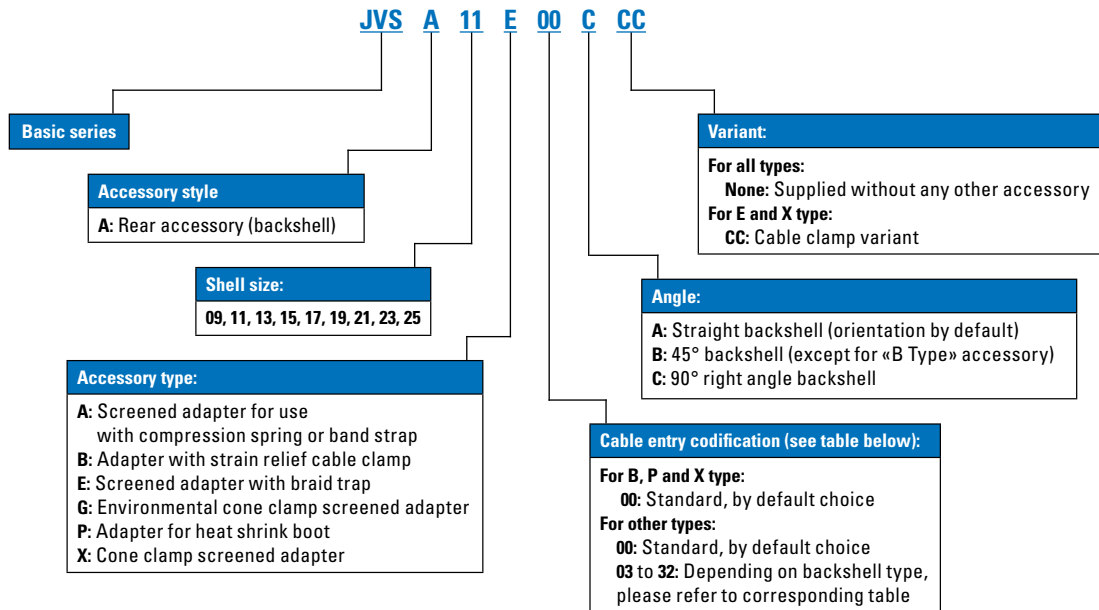 JVS A 11 E 00 C CC
Basic series
Accessory style
A: Rear accessory (backshell)
Shell size:
09, 11, 13, 15, 17, 19, 21, 23, 25
Accessory type:
A: Screened adapter for use
with compression spring or band strap
B: Adapter with strain relief cable clamp
E: Screened adapter with braid trap
G: Environmental cone clamp screened adapter
P: Adapter for heat shrink boot
X: Cone clamp screened adapter
Variant:
For all types:
None: Supplied without any other accessory
For E and X type:
CC: Cable clamp variant
Angle:
A: Straight backshell (orientation by default)
B: 45° backshell (except for «B Type» accessory)
C: 90° right angle backshell
Cable entry codification (see table below):
For B, P and X type:
00: Standard, by default choice
For other types:
00: Standard, by default choice
03 to 32: Depending on backshell type,
please refer to corresponding table